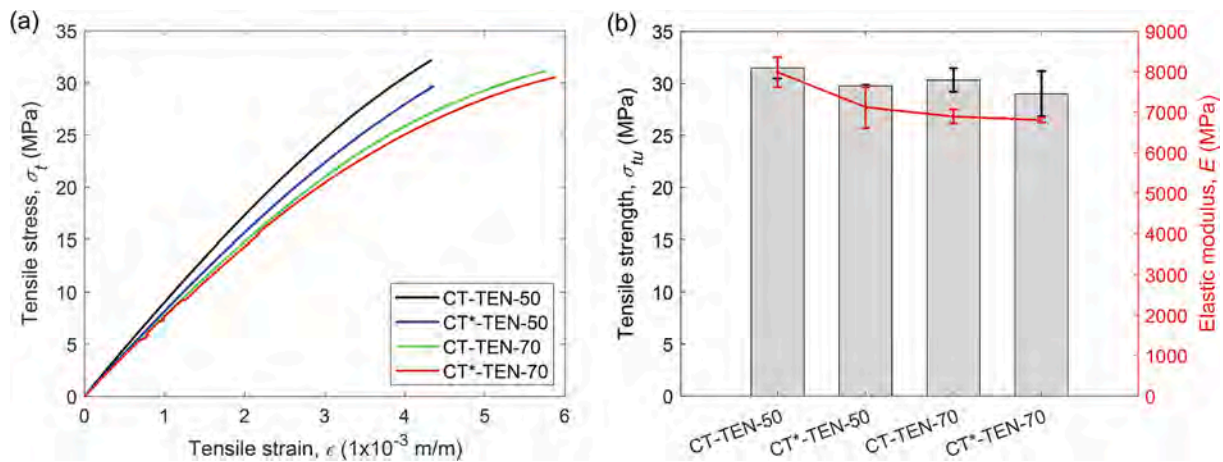 (a)
35
30
25
20
15
10
5
0
Tensile stress, σt (MPa)
0 1 2 3 4 5 6
Tensile strain, ϵ (1x10-3 m/m)
CT-TEN-50
CT*-TEN-50
CT-TEN-70
CT*-TEN-70
(b)
35
30
25
20
15
10
5
0
Tensile strength, σtu (MPa)
9000
8000
7000
6000
5000
4000
3000
2000
1000
0
Elastic modulus, E (MPa)
CT-TEN-50
CT*-TEN-50
CT-TEN-70
CT*-TEN-70